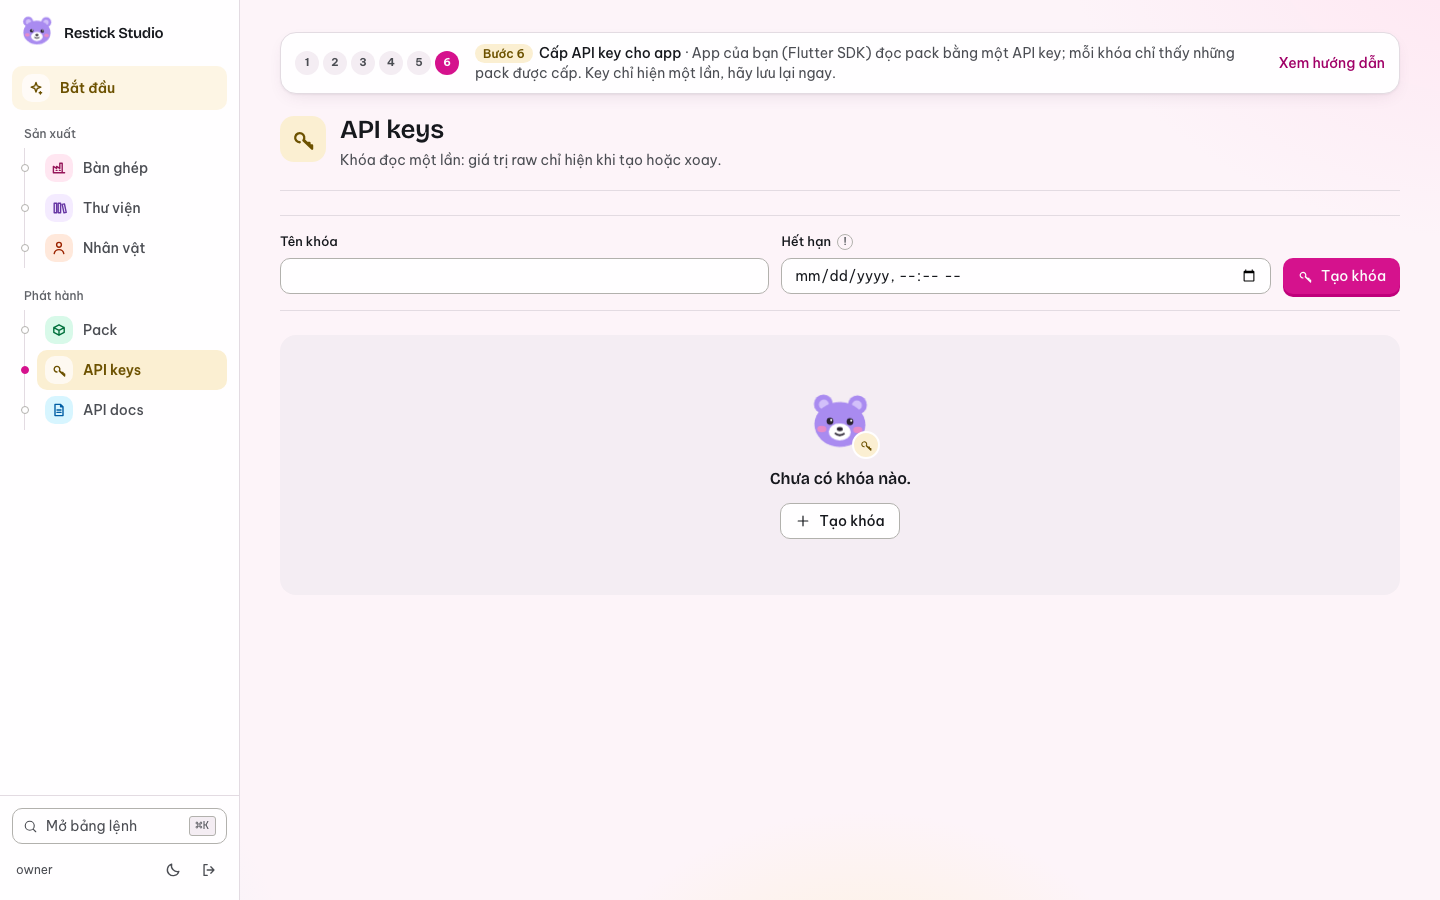 Restick Studio
Bắt đầu
Sản xuất
Bàn ghép
Thư viện
Nhân vật
Phát hành
Pack
API keys
API docs
Mở bảng lệnh ⌘K
owner
1 2 3 4 5 6
Bước 6 Cấp API key cho app · App của bạn (Flutter SDK) đọc pack bằng một API key; mỗi khóa chỉ thấy những
pack được cấp. Key chỉ hiện một lần, hãy lưu lại ngay.
Xem hướng dẫn
API keys
Khóa đọc một lần: giá trị raw chỉ hiện khi tạo hoặc xoay.
Tên khóa
Hết hạn !
mm/dd/yyyy, --:-- --
Tạo khóa
Chưa có khóa nào.
Tạo khóa